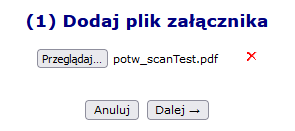 (1) Dodaj plik załącznika
Przeglądaj... potw_scanTest.pdf ✕
Anuluj Dalej →